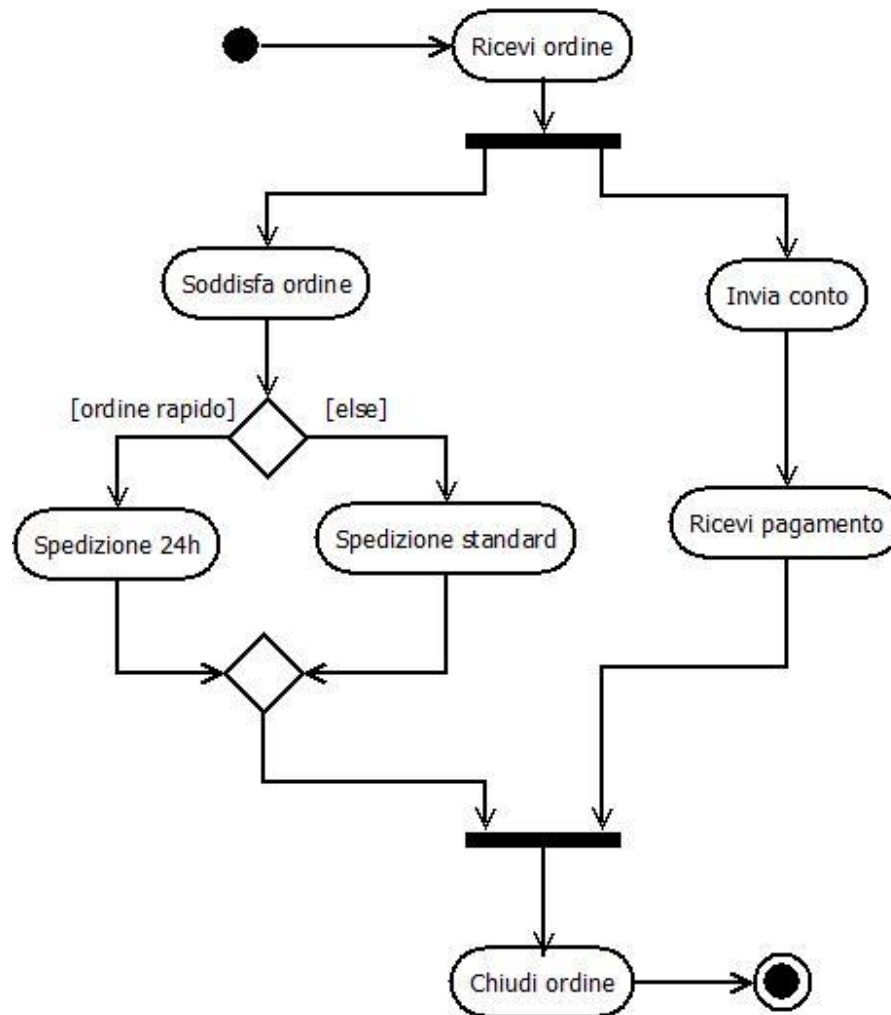 Ricevi ordine
Soddisfa ordine
Invia conto
[ordine rapido]
[else]
Spedizione 24h
Spedizione standard
Ricevi pagamento
Chiudi ordine